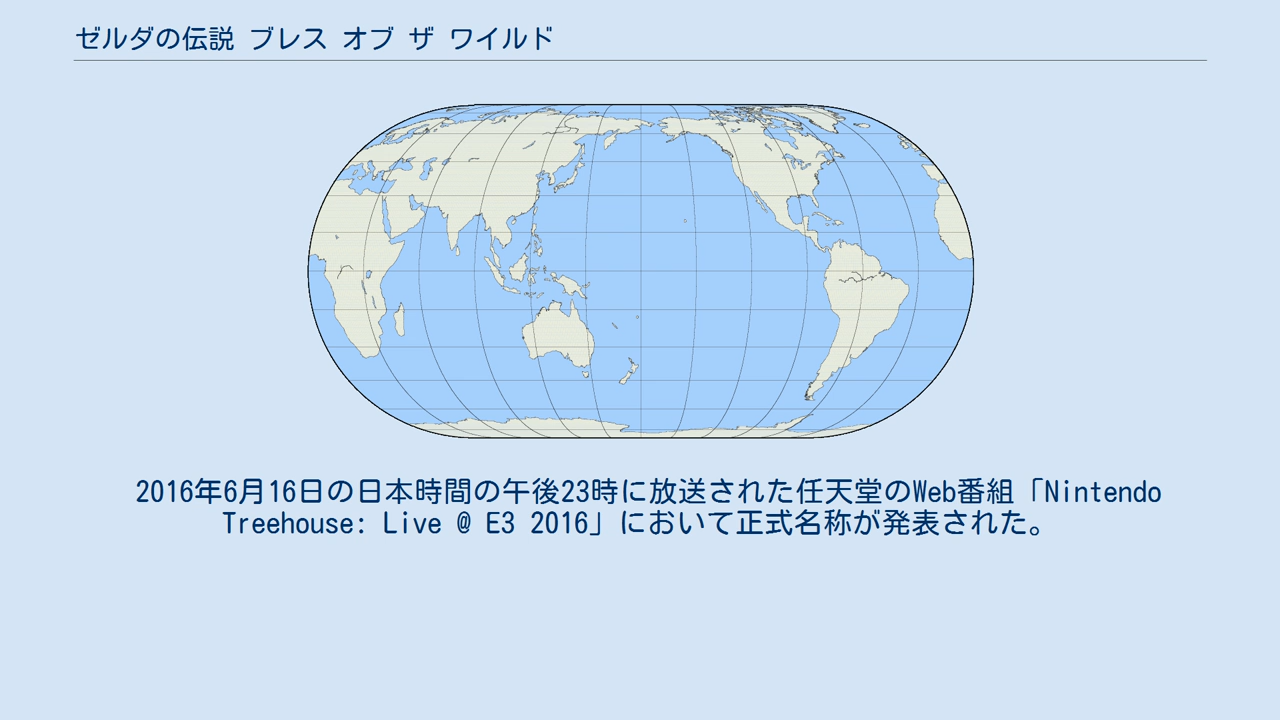 ゼルダの伝説 ブレス オブ ザ ワイルド
2016年6月16日の日本時間の午後23時に放送された任天堂のWeb番組「Nintendo
Treehouse: Live @ E3 2016」において正式名称が発表された。